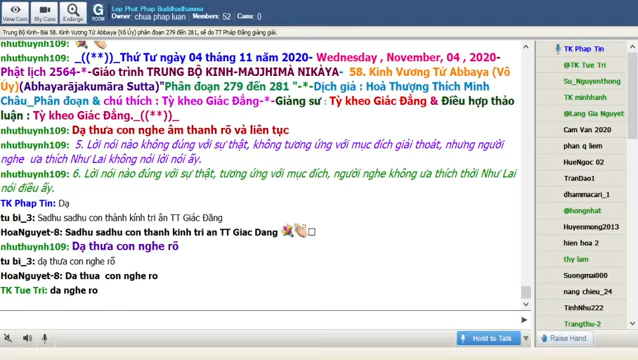 View Cam
My Cam
Enlarge
ROOM
Lop Phat Phap Buddhadhamma
Owner: chua phap luan : Members: 52 : Cams: 0
Trung Bộ Kinh- Bài 58. Kinh Vương Tử Abbaya (Vô Úy) phân đoạn 279 đến 281, sẽ do TT Pháp Đăng giảng giải.
nhuthuynh109:
nhuthuynh109: _((**))_Thứ Tư ngày 04 tháng 11 năm 2020- Wednesday , November, 04 , 2020-
Phật lịch 2564-*-Giáo trình TRUNG BỘ KINH-MAJJHIMÀ NIKÀYA- 58. Kinh Vương Tử Abbaya (Vô
Úy) (Abhayarājakumāra Sutta)"Phân đoạn 279 đến 281 "-*-Dịch giả : Hoà Thượng Thích Minh
Châu_Phân đoạn & chú thích : Tỳ kheo Giác Đẳng-*-Giảng sư : Tỳ kheo Giác Đẳng & Điều hợp thảo
luận : Tỳ kheo Giác Đẳng._((**))_
nhuthuynh109: Dạ thưa con nghe âm thanh rõ và liên tục
nhuthuynh109: 5. Lời nói nào không đúng với sự thật, không tương ứng với mục đích giải thoát, nhưng người
nghe ưa thích Như Lai không nói lời nói ấy.
nhuthuynh109: 6. Lời nói nào đúng với sự thật, tương ứng với mục đích, người nghe không ưa thích thời Như Lai
nói điều ấy.
TK Phap Tin: Dạ
tu bi_3: Sadhu sadhu con thành kính tri ân TT Giác Đăng
HoaNguyet-8: Sadhu sadhu con thanh kinh tri an TT Giac Dang
nhuthuynh109: Dạ thưa con nghe rõ
tu bi_3: dạ thưa con nghe rõ
HoaNguyet-8: Da thua con nghe ro
TK Tue Tri: da nghe ro
Hold to Talk
TK Phap Tin
@TK Tue Tri
Su_Nguyenthong
TK minhhanh
@Lang Gia Nguyet
Cam Van 2020
phan q liem
HueNgoc 02
TranDao1
dhammacari_1
@hongnhat
Huyenmong2013
hien hoa 2
thy lam
Suongmai000
nang chieu_24
TinhNhu222
Trangthu-2
Raise Hand